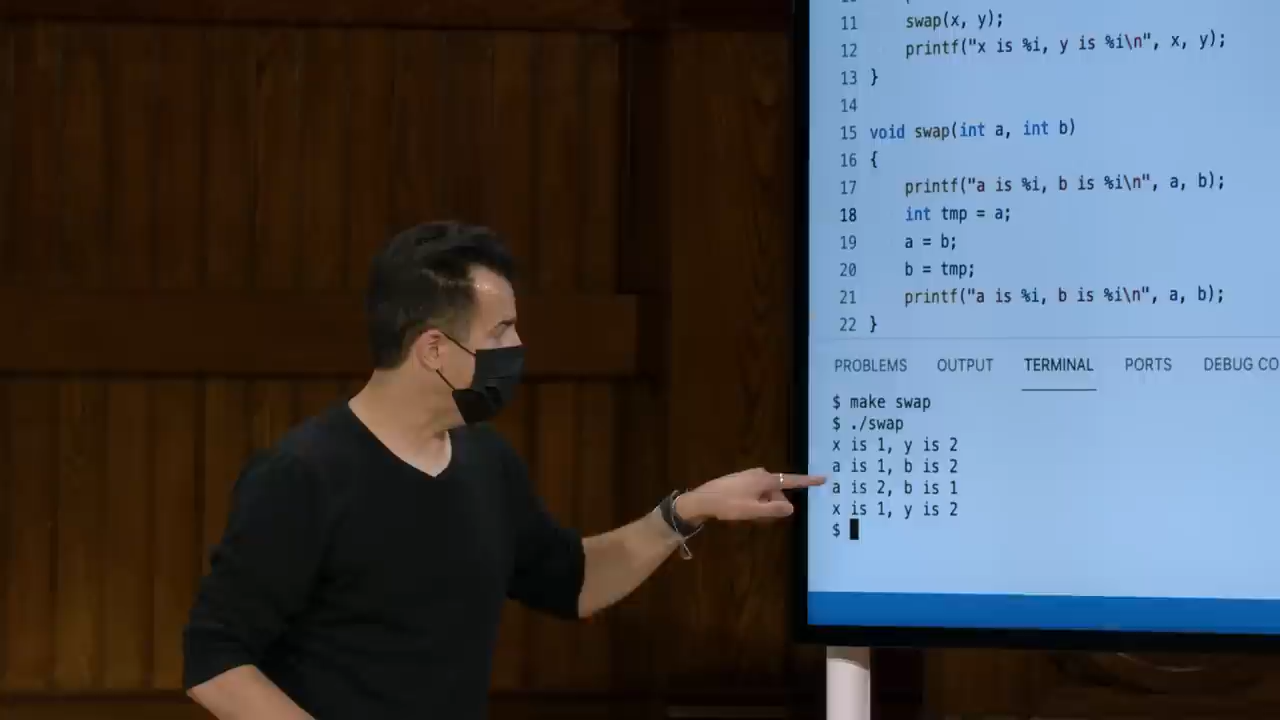 11 swap(x, y);
12 printf("x is %i, y is %i\n", x, y);
13 }
14
15 void swap(int a, int b)
16 {
17 printf("a is %i, b is %i\n", a, b);
18 int tmp = a;
19 a = b;
20 b = tmp;
21 printf("a is %i, b is %i\n", a, b);
22 }
PROBLEMS OUTPUT TERMINAL PORTS DEBUG CO
$ make swap
$ ./swap
x is 1, y is 2
a is 1, b is 2
a is 2, b is 1
x is 1, y is 2
$